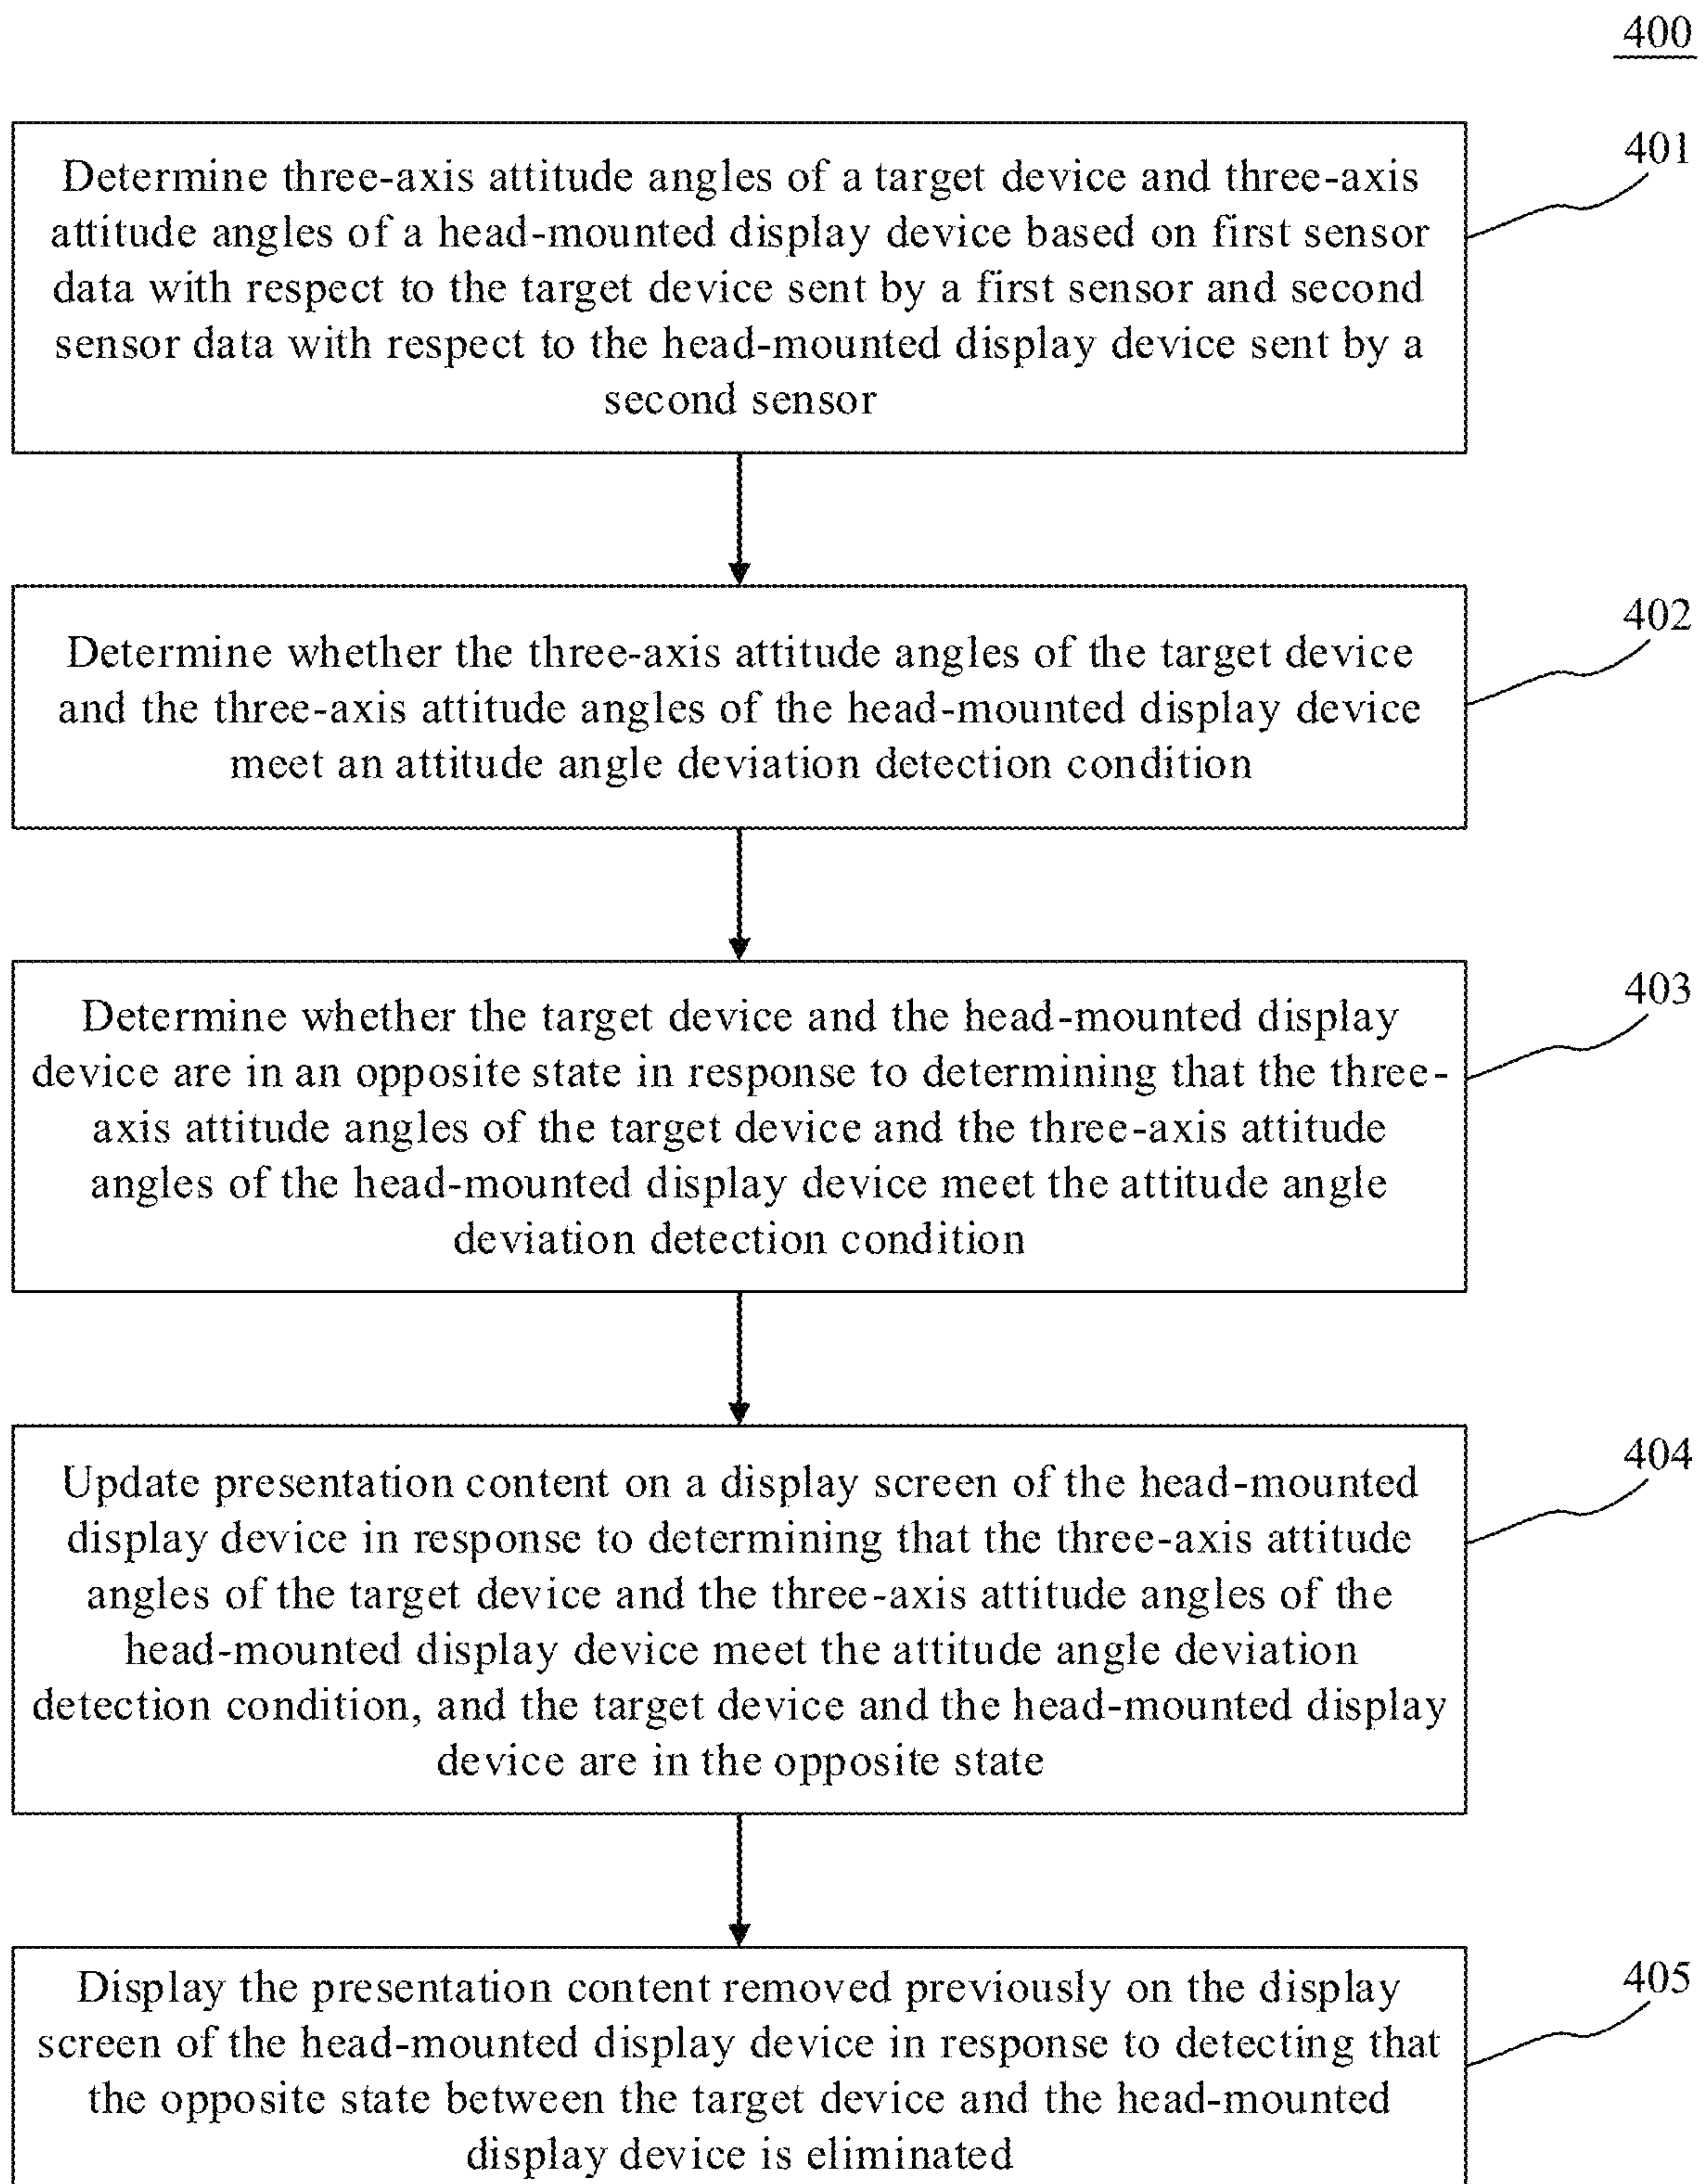 400
401
Determine three-axis attitude angles of a target device and three-axis
attitude angles of a head-mounted display device based on first sensor
data with respect to the target device sent by a first sensor and second
sensor data with respect to the head-mounted display device sent by a
second sensor
402
Determine whether the three-axis attitude angles of the target device
and the three-axis attitude angles of the head-mounted display device
meet an attitude angle deviation detection condition
403
Determine whether the target device and the head-mounted display
device are in an opposite state in response to determining that the three-
axis attitude angles of the target device and the three-axis attitude
angles of the head-mounted display device meet the attitude angle
deviation detection condition
404
Update presentation content on a display screen of the head-mounted
display device in response to determining that the three-axis attitude
angles of the target device and the three-axis attitude angles of the
head-mounted display device meet the attitude angle deviation
detection condition, and the target device and the head-mounted display
device are in the opposite state
405
Display the presentation content removed previously on the display
screen of the head-mounted display device in response to detecting that
the opposite state between the target device and the head-mounted
display device is eliminated